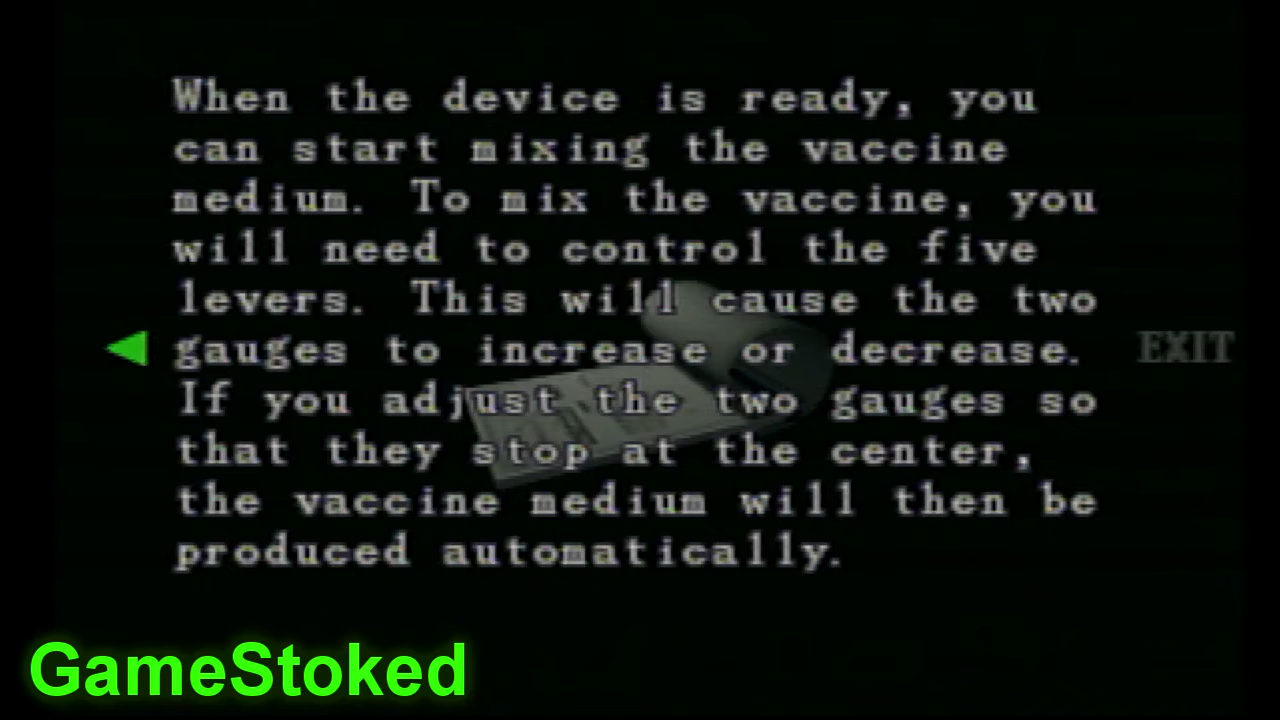 When the device is ready, you
can start mixing the vaccine
medium. To mix the vaccine, you
will need to control the five
levers. This will cause the two
gauges to increase or decrease.
EXIT
If you adjust the two gauges so
that they stop at the center,
the vaccine medium will then be
produced automatically.
GameStoked